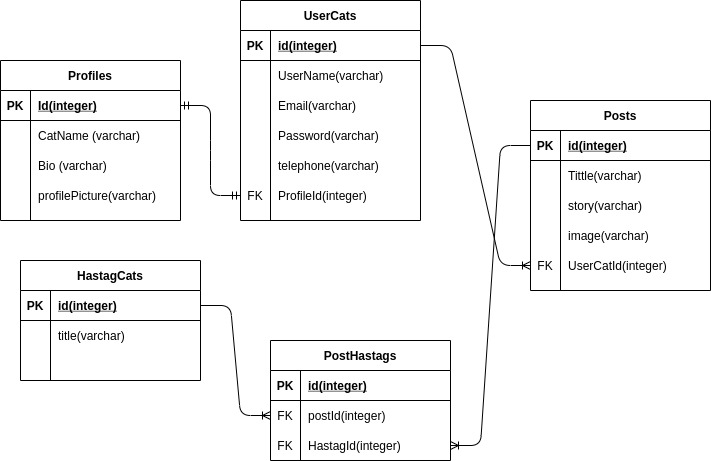 UserCats
PK id(integer)
UserName(varchar)
Email(varchar)
Password(varchar)
telephone(varchar)
FK ProfileId(integer)
Profiles
PK Id(integer)
CatName (varchar)
Bio (varchar)
profilePicture(varchar)
Posts
PK id(integer)
Tittle(varchar)
story(varchar)
image(varchar)
FK UserCatId(integer)
HastagCats
PK id(integer)
title(varchar)
PostHastags
PK id(integer)
FK postId(integer)
FK HastagId(integer)